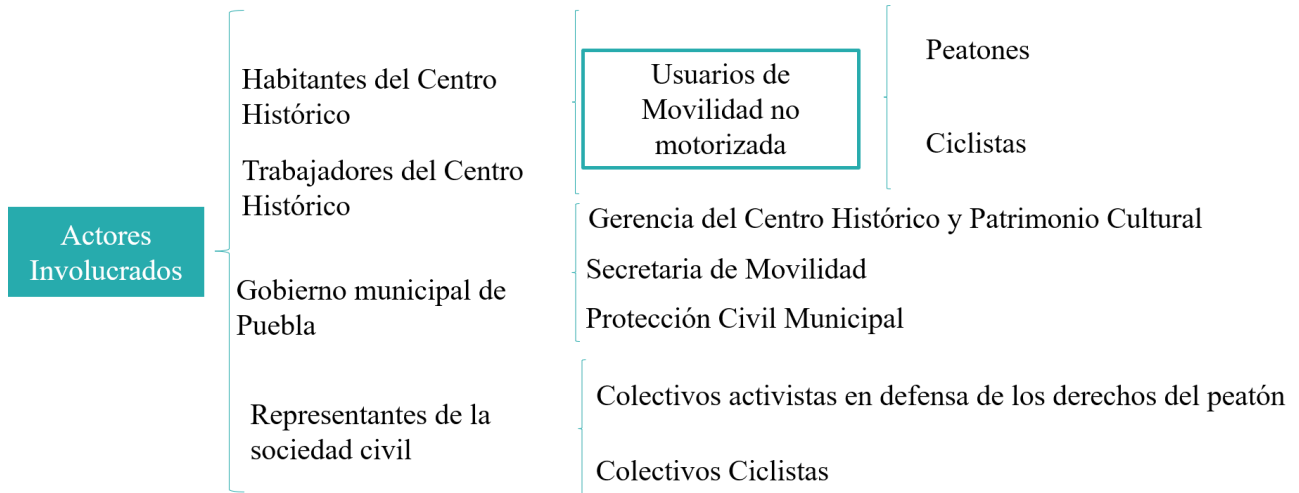 Actores
Involucrados
Habitantes del Centro
Histórico
Trabajadores del Centro
Histórico
Usuarios de
Movilidad no
motorizada
Peatones
Ciclistas
Gobierno municipal de
Puebla
Gerencia del Centro Histórico y Patrimonio Cultural
Secretaria de Movilidad
Protección Civil Municipal
Representantes de la
sociedad civil
Colectivos activistas en defensa de los derechos del peatón
Colectivos Ciclistas